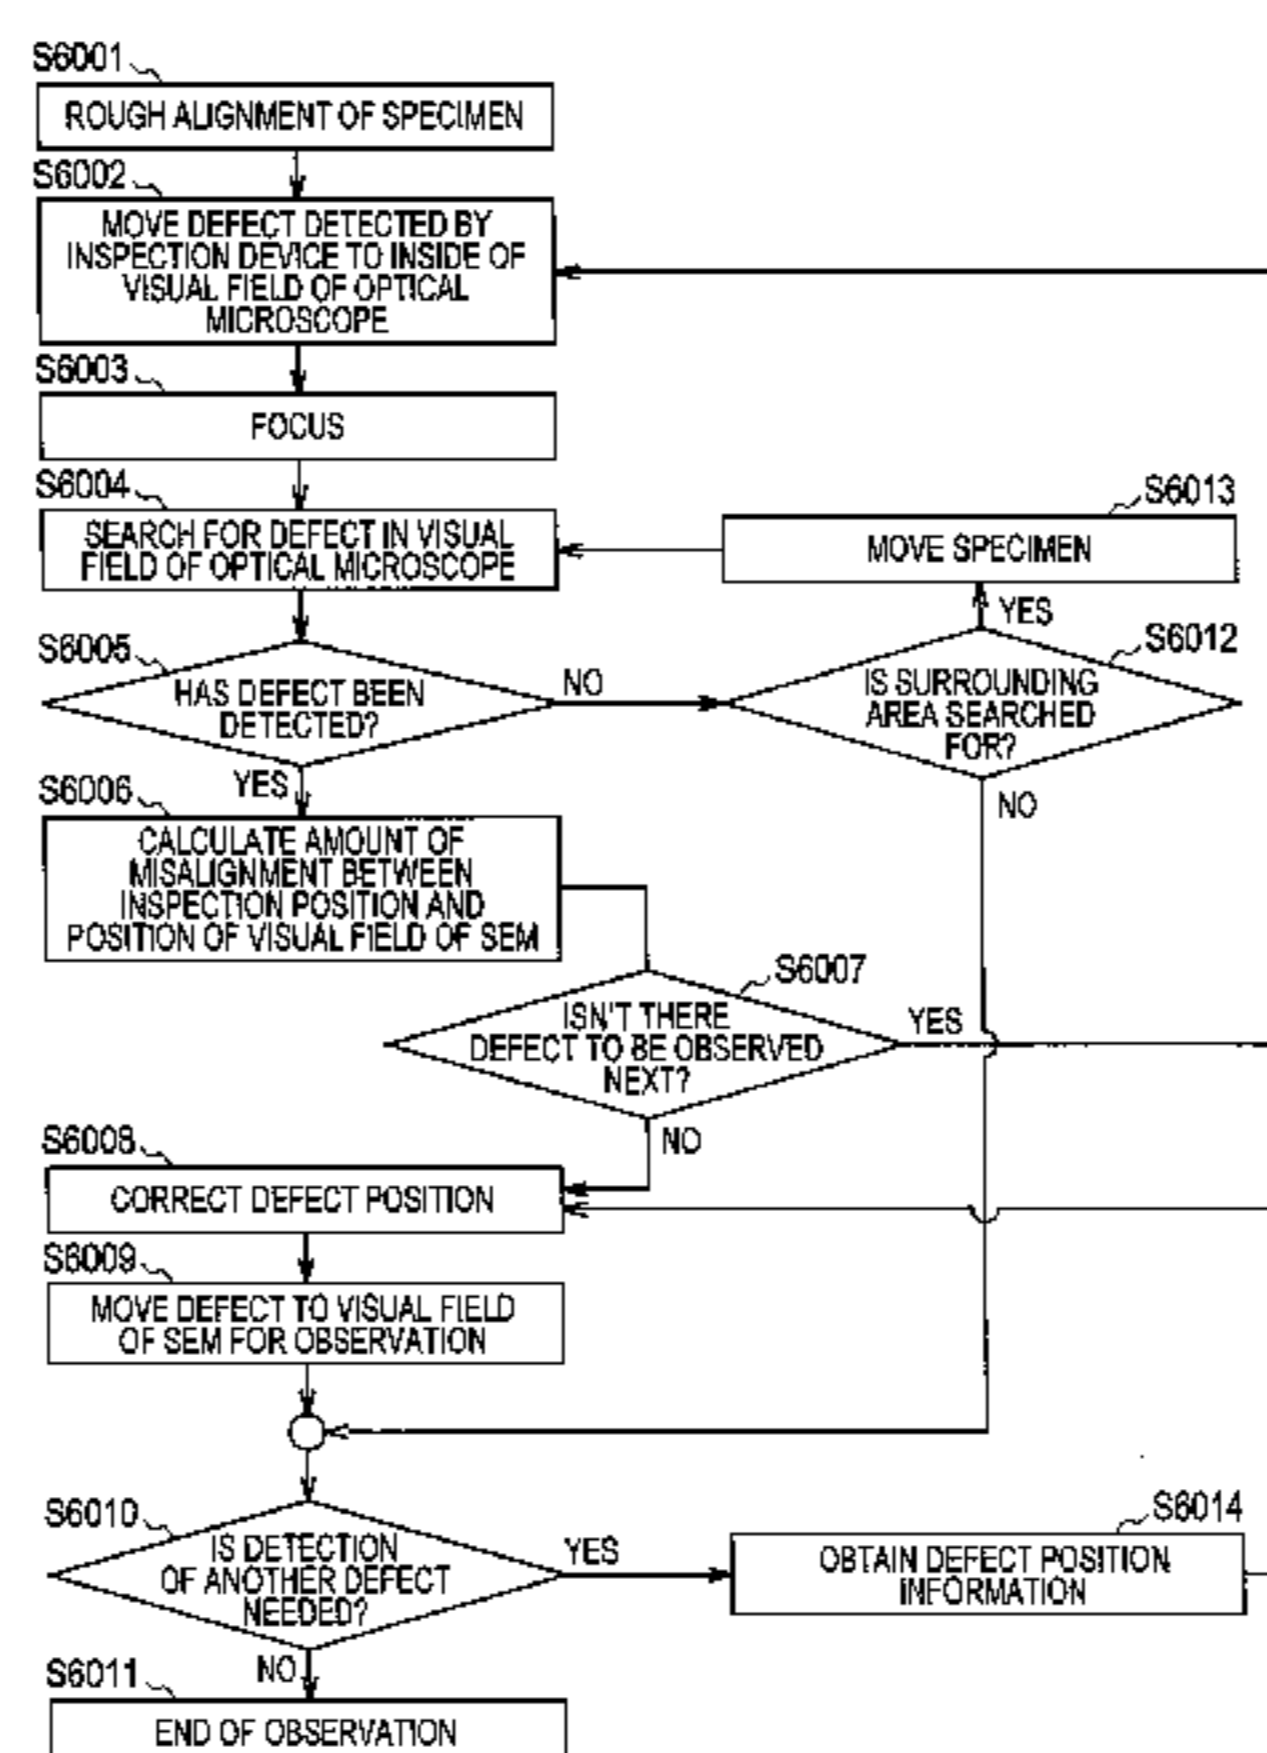 S6001
ROUGH ALIGNMENT OF SPECIMEN
S6002
MOVE DEFECT DETECTED BY
INSPECTION DEVICE TO INSIDE OF
VISUAL FIELD OF OPTICAL
MICROSCOPE
S6003
FOCUS
S6004
SEARCH FOR DEFECT IN VISUAL
FIELD OF OPTICAL MICROSCOPE
S6013
MOVE SPECIMEN
YES
S6005
HAS DEFECT BEEN
DETECTED?
NO
S6012
IS SURROUNDING
AREA SEARCHED
FOR?
YES
NO
S6006
CALCULATE AMOUNT OF
MISALIGNMENT BETWEEN
INSPECTION POSITION AND
POSITION OF VISUAL FIELD OF SEM
S6007
ISN'T THERE
DEFECT TO BE OBSERVED
NEXT?
YES
NO
S6008
CORRECT DEFECT POSITION
S6009
MOVE DEFECT TO VISUAL FIELD
OF SEM FOR OBSERVATION
S6010
IS DETECTION
OF ANOTHER DEFECT
NEEDED?
YES
S6014
OBTAIN DEFECT POSITION
INFORMATION
NO
S6011
END OF OBSERVATION